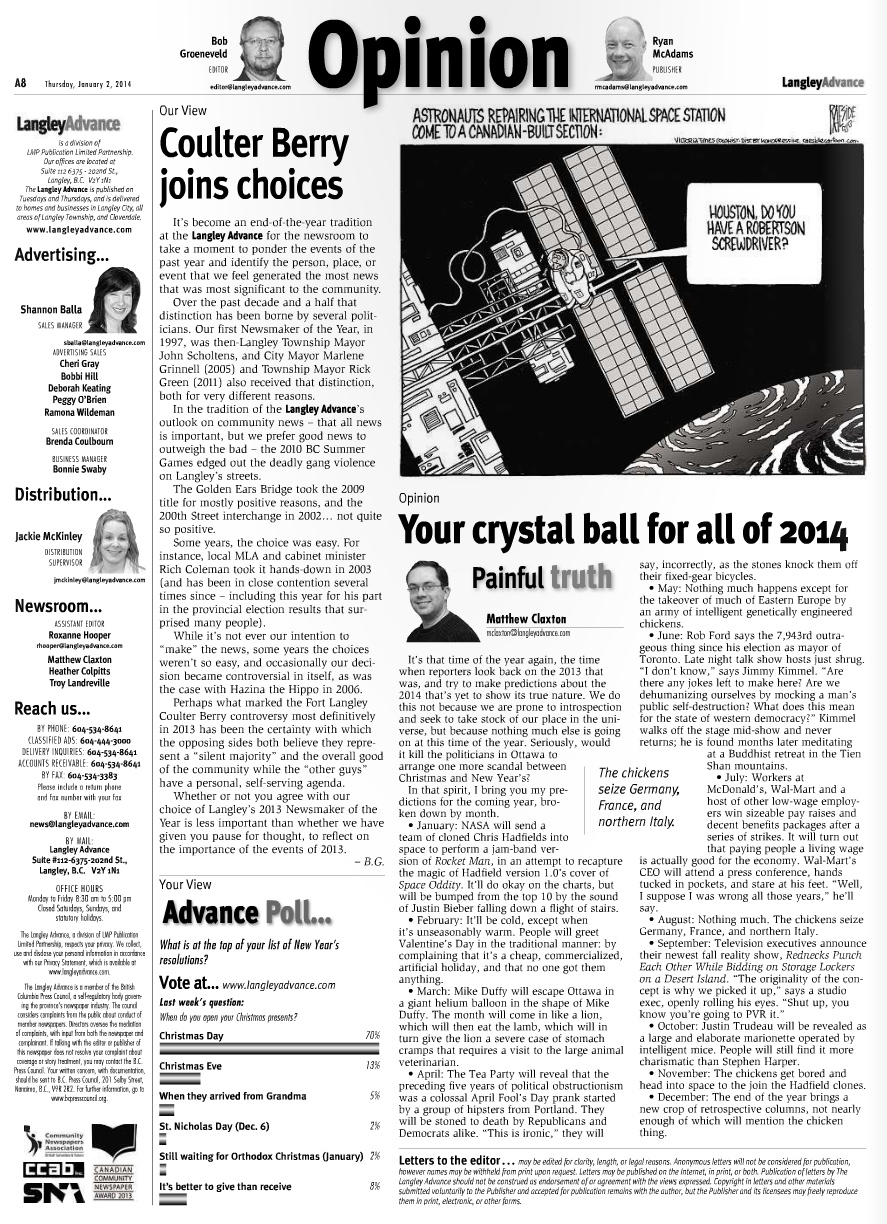 Bob
Groeneveld
EDITOR
editor@langleyadvance.com
Opinion
Ryan
McAdams
PUBLISHER
rmcadams@langleyadvance.com
A8 Thursday, January 2, 2014
LangleyAdvance
LangleyAdvance
is a division of
LMP Publication Limited Partnership.
Our offices are located at
Suite 112 6375 - 202nd St.,
Langley, B.C. V2Y 1N1
The Langley Advance is published on
Tuesdays and Thursdays, and is delivered
to homes and businesses in Langley City, all
areas of Langley Township, and Cloverdale.
www.langleyadvance.com
Advertising...
Shannon Balla
SALES MANAGER
sballa@langleyadvance.com
ADVERTISING SALES
Cheri Gray
Bobbi Hill
Deborah Keating
Peggy O'Brien
Ramona Wildeman
SALES COORDINATOR
Brenda Coulbourn
BUSINESS MANAGER
Bonnie Swaby
Distribution...
Jackie McKinley
DISTRIBUTION
SUPERVISOR
jmckinley@langleyadvance.com
Newsroom...
ASSISTANT EDITOR
Roxanne Hooper
rhooper@langleyadvance.com
Matthew Claxton
Heather Colpitts
Troy Landreville
Reach us...
BY PHONE: 604-534-8641
CLASSIFIED ADS: 604-444-3000
DELIVERY INQUIRIES: 604-534-8641
ACCOUNTS RECEIVABLE: 604-534-8641
BY FAX: 604-534-3383
Please include a return phone
and fax number with your fax
BY EMAIL:
news@langleyadvance.com
BY MAIL:
Langley Advance
Suite #112-6375-202nd St.,
Langley, B.C. V2Y 1N1
OFFICE HOURS
Monday to Friday 8:30 am to 5:00 pm
Closed Saturdays, Sundays, and
statutory holidays.
The Langley Advance, a division of LMP Publication
Limited Partnership, respects your privacy. We collect,
use and disclose your personal information in accordance
with our Privacy Statement, which is available at
www.langleyadvance.com.
The Langley Advance is a member of the British
Columbia Press Council, a self-regulatory body govern-
ing the province's newspaper industry. The council
considers complaints from the public about conduct of
member newspapers. Directors oversee the mediation
of complaints, with input from both the newspaper and
complainant. If talking with the editor or publisher of
this newspaper does not resolve your complaint about
coverage or story treatment, you may contact the B.C.
Press Council. Your written concern, with documentation,
should be sent to B.C. Press Council, 201 Selby Street,
Nanaimo, B.C., V9R 2R2. For further information, go to
www.bcpresscouncil.org.
Community
Newspapers
Association
ccab
SNA
CANADIAN
COMMUNITY
NEWSPAPER
AWARD 2013
Our View
Coulter Berry
joins choices
It's become an end-of-the-year tradition
at the Langley Advance for the newsroom to
take a moment to ponder the events of the
past year and identify the person, place, or
event that we feel generated the most news
that was most significant to the community.
Over the past decade and a half that
distinction has been borne by several polit-
icians. Our first Newsmaker of the Year, in
1997, was then-Langley Township Mayor
John Scholtens, and City Mayor Marlene
Grinnell (2005) and Township Mayor Rick
Green (2011) also received that distinction,
both for very different reasons.
In the tradition of the Langley Advance's
outlook on community news – that all news
is important, but we prefer good news to
outweigh the bad – the 2010 BC Summer
Games edged out the deadly gang violence
on Langley's streets.
The Golden Ears Bridge took the 2009
title for mostly positive reasons, and the
200th Street interchange in 2002… not quite
so positive.
Some years, the choice was easy. For
instance, local MLA and cabinet minister
Rich Coleman took it hands-down in 2003
(and has been in close contention several
times since – including this year for his part
in the provincial election results that sur-
prised many people).
While it's not ever our intention to
"make" the news, some years the choices
weren't so easy, and occasionally our deci-
sion became controversial in itself, as was
the case with Hazina the Hippo in 2006.
Perhaps what marked the Fort Langley
Coulter Berry controversy most definitively
in 2013 has been the certainty with which
the opposing sides both believe they repre-
sent a "silent majority" and the overall good
of the community while the "other guys"
have a personal, self-serving agenda.
Whether or not you agree with our
choice of Langley's 2013 Newsmaker of the
Year is less important than whether we have
given you pause for thought, to reflect on
the importance of the events of 2013.
– B.G.
Your View
Advance Poll...
What is at the top of your list of New Year's
resolutions?
Vote at... www.langleyadvance.com
Last week's question:
When do you open your Christmas presents?
Christmas Day 70%
Christmas Eve 13%
When they arrived from Grandma 5%
St. Nicholas Day (Dec. 6) 2%
Still waiting for Orthodox Christmas (January) 2%
It's better to give than receive 8%
ASTRONAUTS REPAIRING THE INTERNATIONAL SPACE STATION
COME TO A CANADIAN-BUILT SECTION:
HOUSTON, DO YOU
HAVE A ROBERTSON
SCREWDRIVER?
Opinion
Your crystal ball for all of 2014
Painful truth
Matthew Claxton
mclaxton@langleyadvance.com
It's that time of the year again, the time
when reporters look back on the 2013 that
was, and try to make predictions about the
2014 that's yet to show its true nature. We do
this not because we are prone to introspection
and seek to take stock of our place in the uni-
verse, but because nothing much else is going
on at this time of the year. Seriously, would
it kill the politicians in Ottawa to
arrange one more scandal between
Christmas and New Year's?
In that spirit, I bring you my pre-
dictions for the coming year, bro-
ken down by month.
• January: NASA will send a
team of cloned Chris Hadfields into
space to perform a jam-band ver-
sion of Rocket Man, in an attempt to recapture
the magic of Hadfield version 1.0's cover of
Space Oddity. It'll do okay on the charts, but
will be bumped from the top 10 by the sound
of Justin Bieber falling down a flight of stairs.
• February: It'll be cold, except when
it's unseasonably warm. People will greet
Valentine's Day in the traditional manner: by
complaining that it's a cheap, commercialized,
artificial holiday, and that no one got them
anything.
• March: Mike Duffy will escape Ottawa in
a giant helium balloon in the shape of Mike
Duffy. The month will come in like a lion,
which will then eat the lamb, which will in
turn give the lion a severe case of stomach
cramps that requires a visit to the large animal
veterinarian.
• April: The Tea Party will reveal that the
preceding five years of political obstructionism
was a colossal April Fool's Day prank started
by a group of hipsters from Portland. They
will be stoned to death by Republicans and
Democrats alike. "This is ironic," they will
say, incorrectly, as the stones knock them off
their fixed-gear bicycles.
• May: Nothing much happens except for
the takeover of much of Eastern Europe by
an army of intelligent genetically engineered
chickens.
• June: Rob Ford says the 7,943rd outra-
geous thing since his election as mayor of
Toronto. Late night talk show hosts just shrug.
"I don't know," says Jimmy Kimmel. "Are
there any jokes left to make here? Are we
dehumanizing ourselves by mocking a man's
public self-destruction? What does this mean
for the state of western democracy?" Kimmel
walks off the stage mid-show and never
returns; he is found months later meditating
at a Buddhist retreat in the Tien
Shan mountains.
• July: Workers at
McDonald's, Wal-Mart and a
host of other low-wage employ-
ers win sizeable pay raises and
decent benefits packages after a
series of strikes. It will turn out
that paying people a living wage
is actually good for the economy. Wal-Mart's
CEO will attend a press conference, hands
tucked in pockets, and stare at his feet. "Well,
I suppose I was wrong all those years," he'll
say.
• August: Nothing much. The chickens seize
Germany, France, and northern Italy.
• September: Television executives announce
their newest fall reality show, Rednecks Punch
Each Other While Bidding on Storage Lockers
on a Desert Island. "The originality of the con-
cept is why we picked it up," says a studio
exec, openly rolling his eyes. "Shut up, you
know you're going to PVR it."
• October: Justin Trudeau will be revealed as
a large and elaborate marionette operated by
intelligent mice. People will still find it more
charismatic than Stephen Harper.
• November: The chickens get bored and
head into space to the join the Hadfield clones.
• December: The end of the year brings a
new crop of retrospective columns, not nearly
enough of which will mention the chicken
thing.
The chickens
seize Germany,
France, and
northern Italy.
Letters to the editor ... may be edited for clarity, length, or legal reasons. Anonymous letters will not be considered for publication,
however names may be withheld from print upon request. Letters may be published on the Internet, in print, or both. Publication of letters by The
Langley Advance should not be construed as endorsement of or agreement with the views expressed. Copyright in letters and other materials
submitted voluntarily to the Publisher and accepted for publication remains with the author, but the Publisher and its licensees may freely reproduce
them in print, electronic, or other forms.